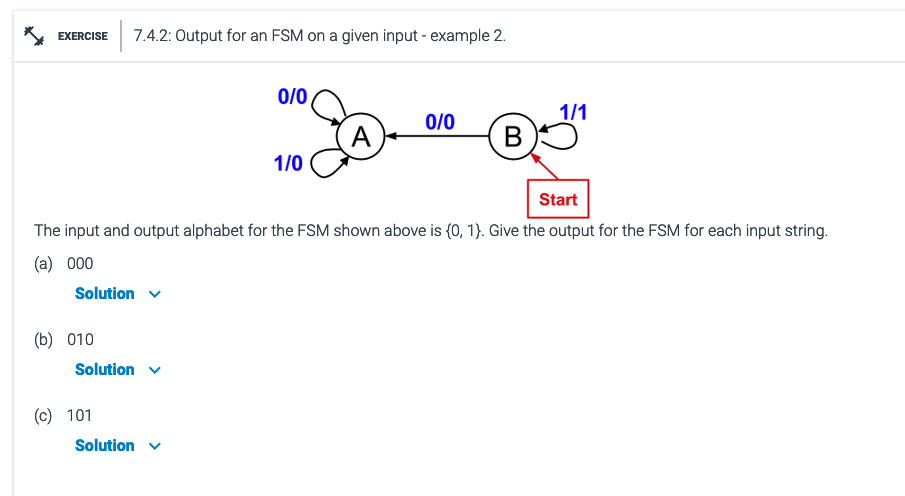 EXERCISE 7.4.2: Output for an FSM on a given input - example 2.
0/0
1/0
A
0/0
B
1/1
Start
The input and output alphabet for the FSM shown above is {0, 1}. Give the output for the FSM for each input string.
(a) 000
Solution
(b) 010
Solution
(c) 101
Solution